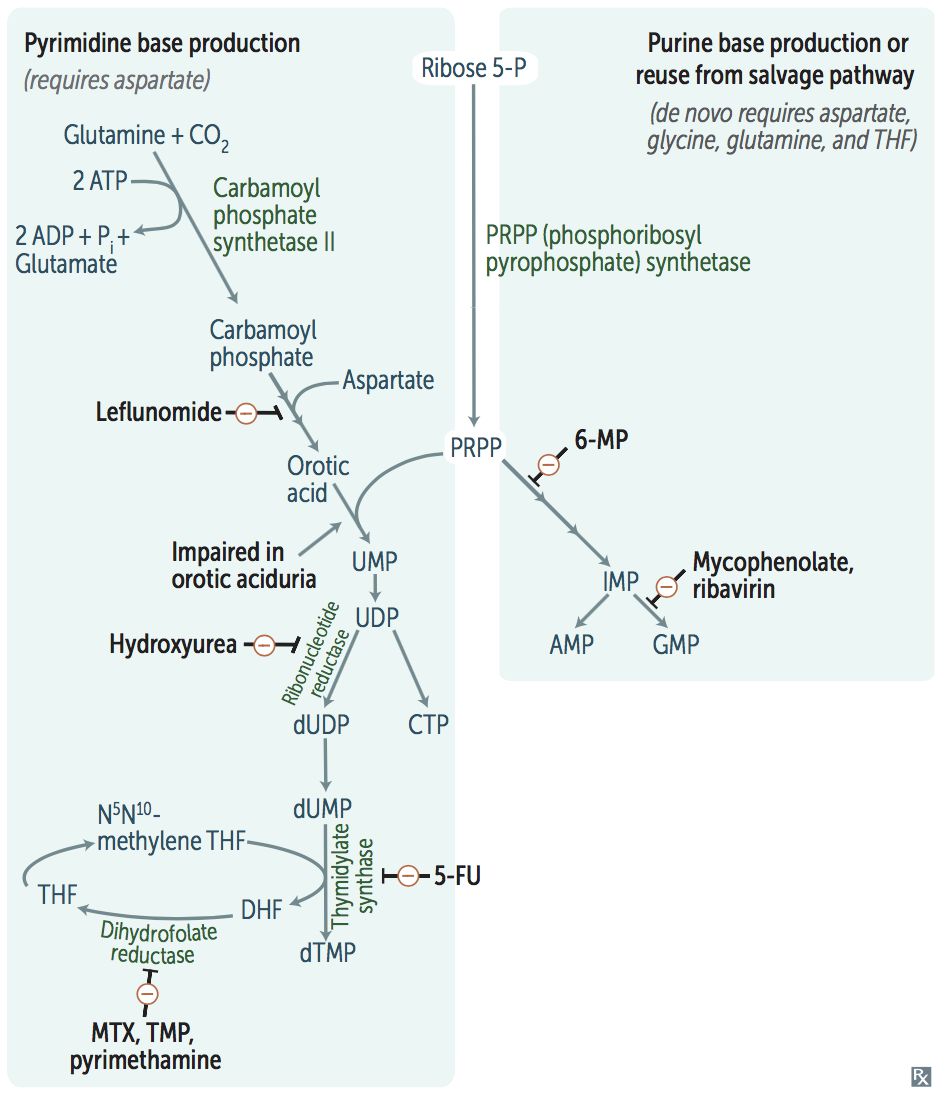 Pyrimidine base production
(requires aspartate)
Ribose 5-P
Purine base production or
reuse from salvage pathway
(de novo requires aspartate,
glycine, glutamine, and THF)
Glutamine + CO₂
2 ATP
2 ADP + Pᵢ +
Glutamate
Carbamoyl
phosphate
synthetase II
PRPP (phosphoribosyl
pyrophosphate) synthetase
Carbamoyl
phosphate
Aspartate
Leflunomide
Orotic
acid
PRPP
6-MP
Impaired in
orotic aciduria
UMP
IMP
Mycophenolate,
ribavirin
AMP
GMP
UDP
Hydroxyurea
Ribonucleotide
reductase
dUDP
CTP
dUMP
N⁵N¹⁰-
methylene THF
Thymidylate
synthase
5-FU
THF
DHF
Dihydrofolate
reductase
dTMP
MTX, TMP,
pyrimethamine
Rx